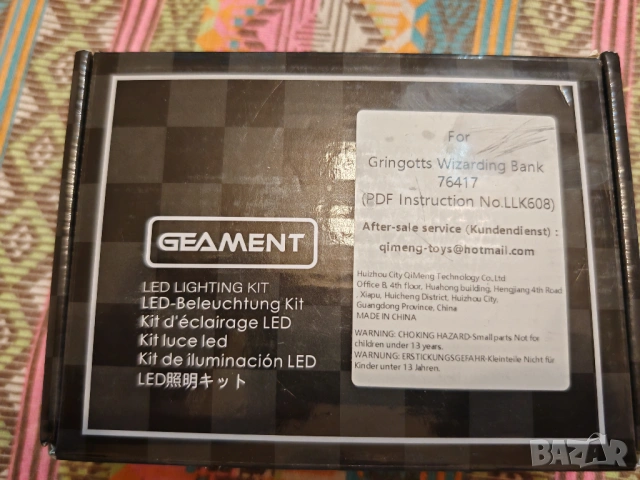 GEAMENT
LED LIGHTING KIT
LED-Beleuchtung Kit
Kit d'éclairage LED
Kit luce led
Kit de iluminación LED
LED照明キット
For
Gringotts Wizarding Bank
76417
(PDF Instruction No.LLK608)
After-sale service (Kundendienst) :
qimeng-toys@hotmail.com
Huizhou City QiMeng Technology Co.,Ltd
Office B, 4th floor, Huahong building, Hengjiang 4th Road
, Xiapu, Huicheng District, Huizhou City,
Guangdong Province, China
MADE IN CHINA
WARNING: CHOKING HAZARD-Small parts Not for
children under 13 years.
WARNUNG: ERSTICKUNGSGEFAHR-Kleinteile Nicht für
Kinder unter 13 Jahren.
BAZAR